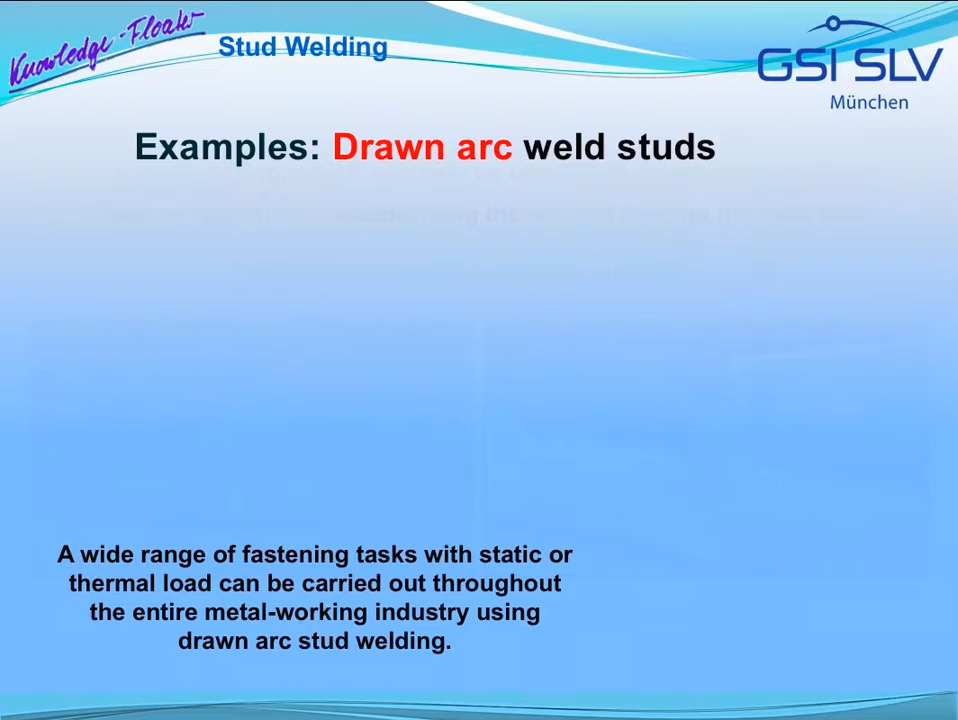 Knowledge-Floater
Stud Welding
GSI SLV
München
Examples: Drawn arc weld studs
A wide range of fastening tasks with static or
thermal load can be carried out throughout
the entire metal-working industry using
drawn arc stud welding.